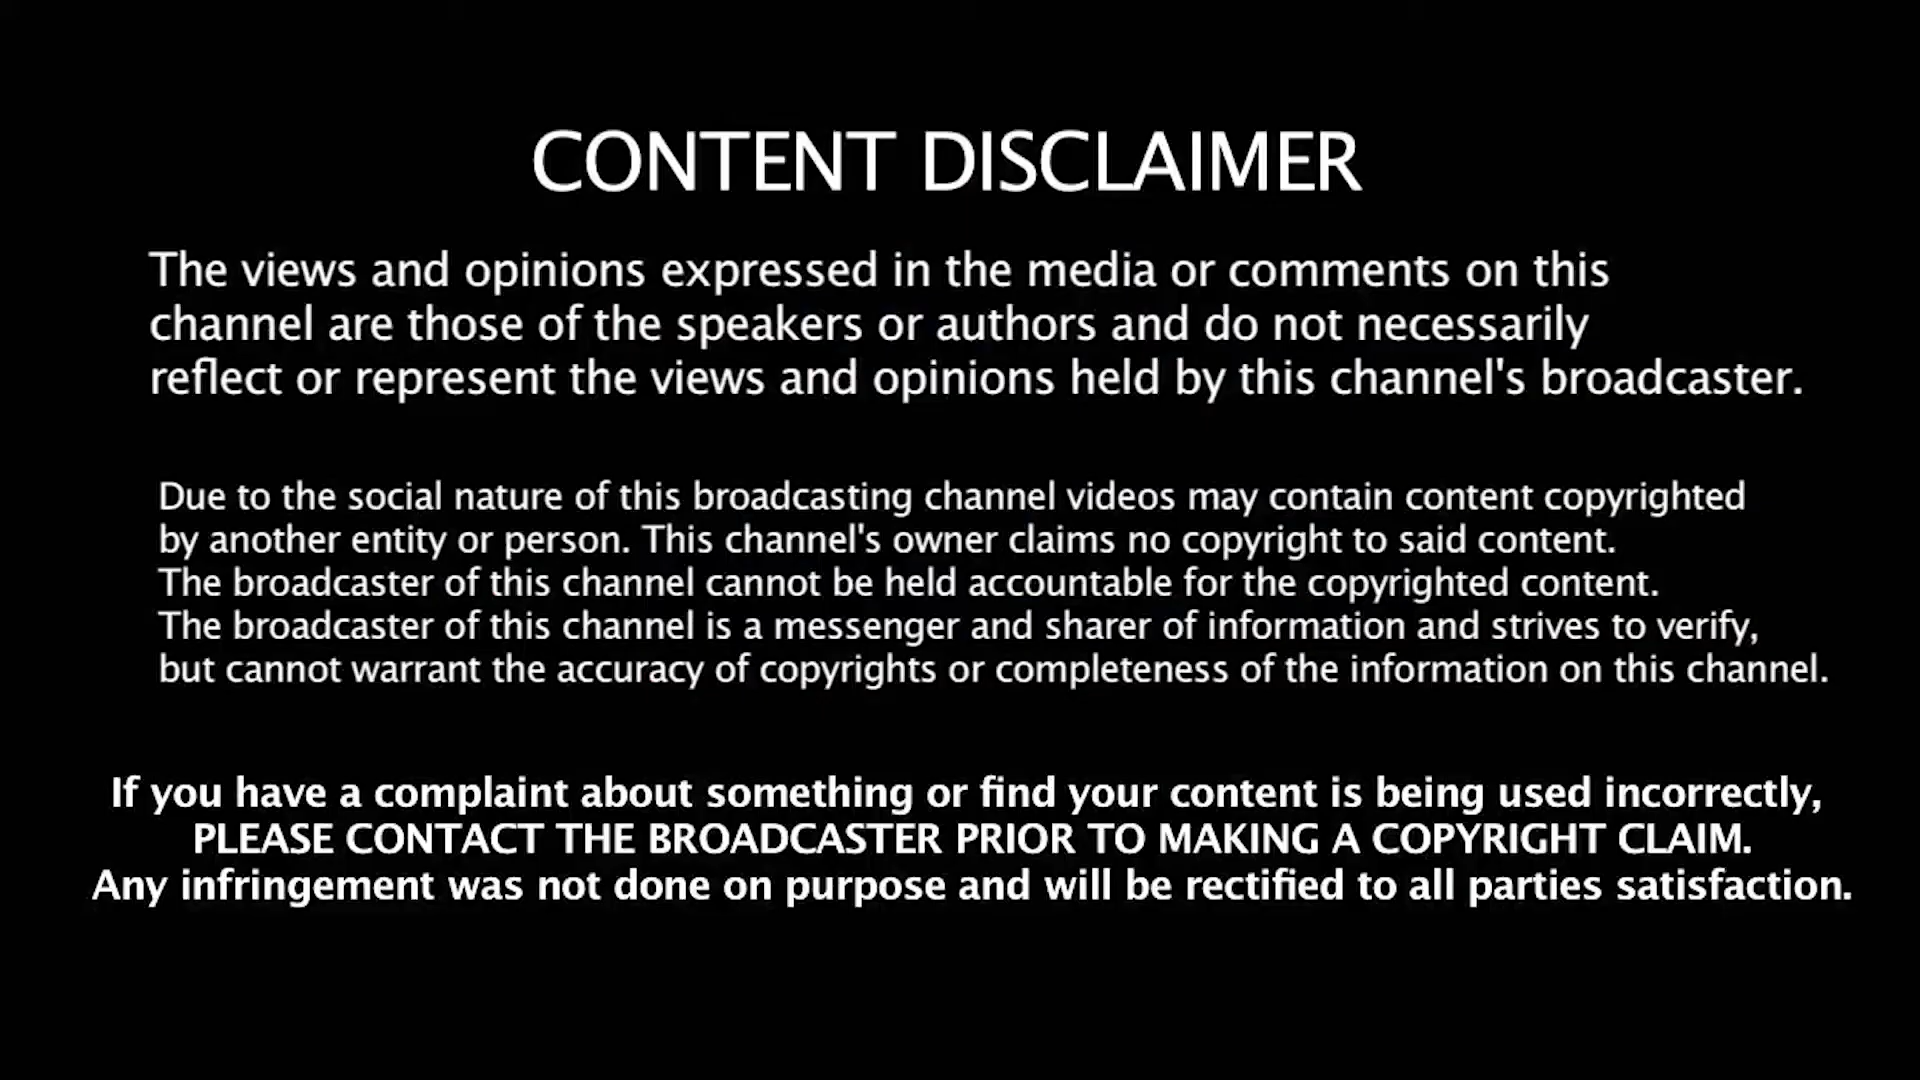 CONTENT DISCLAIMER
The views and opinions expressed in the media or comments on this
channel are those of the speakers or authors and do not necessarily
reflect or represent the views and opinions held by this channel's broadcaster.
Due to the social nature of this broadcasting channel videos may contain content copyrighted
by another entity or person. This channel's owner claims no copyright to said content.
The broadcaster of this channel cannot be held accountable for the copyrighted content.
The broadcaster of this channel is a messenger and sharer of information and strives to verify,
but cannot warrant the accuracy of copyrights or completeness of the information on this channel.
If you have a complaint about something or find your content is being used incorrectly,
PLEASE CONTACT THE BROADCASTER PRIOR TO MAKING A COPYRIGHT CLAIM.
Any infringement was not done on purpose and will be rectified to all parties satisfaction.